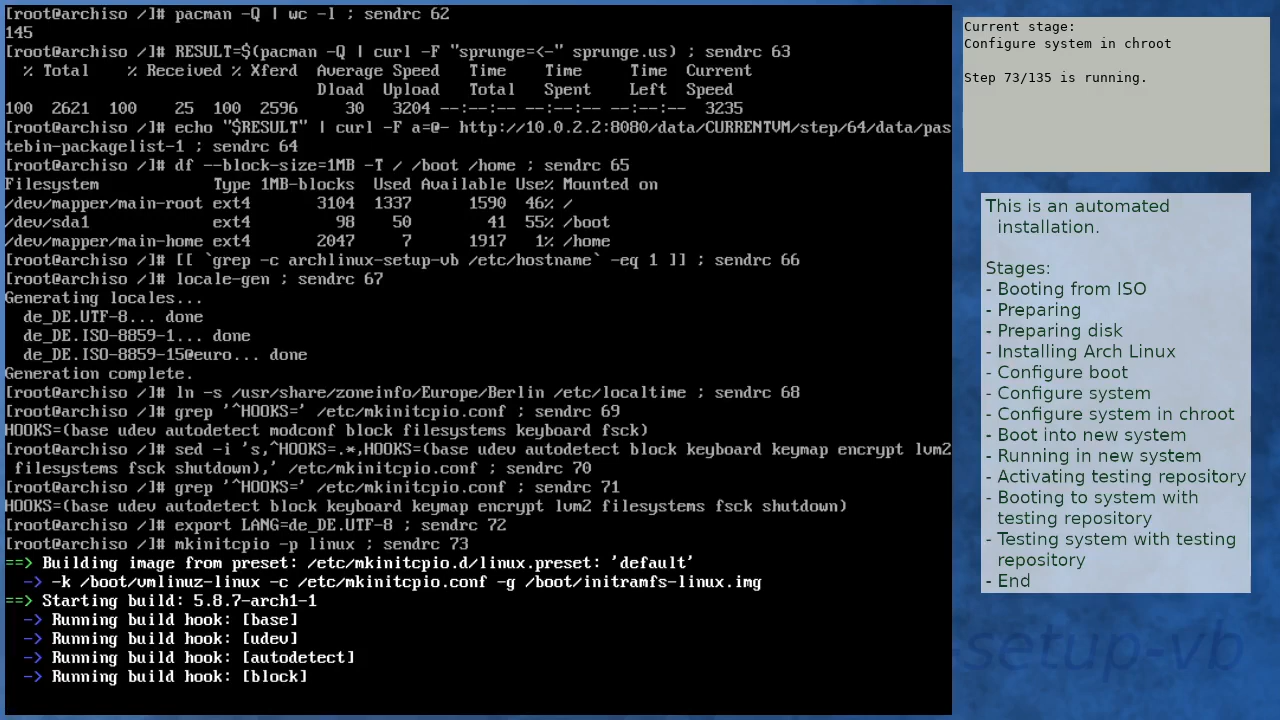 [root@archiso /]# pacman -Q | wc -l ; sendrc 62
145
[root@archiso /]# RESULT=$(pacman -Q | curl -F "sprunge=<-" sprunge.us) ; sendrc 63
  % Total    % Received % Xferd  Average Speed   Time    Time     Time  Current
                                 Dload  Upload   Total   Spent    Left  Speed
100  2621  100    25  100  2596     30   3204 --:--:-- --:--:-- --:--:--  3235
[root@archiso /]# echo "$RESULT" | curl -F a=@- http://10.0.2.2:8080/data/CURRENTVM/step/64/data/pas
tebin-packagelist-1 ; sendrc 64
[root@archiso /]# df --block-size=1MB -T / /boot /home ; sendrc 65
Filesystem            Type 1MB-blocks  Used Available Use% Mounted on
/dev/mapper/main-root ext4       3104  1337      1590  46% /
/dev/sda1             ext4         98    50        41  55% /boot
/dev/mapper/main-home ext4       2047     7      1917   1% /home
[root@archiso /]# [[ `grep -c archlinux-setup-vb /etc/hostname` -eq 1 ]] ; sendrc 66
[root@archiso /]# locale-gen ; sendrc 67
Generating locales...
  de_DE.UTF-8... done
  de_DE.ISO-8859-1... done
  de_DE.ISO-8859-15@euro... done
Generation complete.
[root@archiso /]# ln -s /usr/share/zoneinfo/Europe/Berlin /etc/localtime ; sendrc 68
[root@archiso /]# grep '^HOOKS=' /etc/mkinitcpio.conf ; sendrc 69
HOOKS=(base udev autodetect modconf block filesystems keyboard fsck)
[root@archiso /]# sed -i 's,^HOOKS=.*,HOOKS=(base udev autodetect block keyboard keymap encrypt lvm2
 filesystems fsck shutdown),' /etc/mkinitcpio.conf ; sendrc 70
[root@archiso /]# grep '^HOOKS=' /etc/mkinitcpio.conf ; sendrc 71
HOOKS=(base udev autodetect block keyboard keymap encrypt lvm2 filesystems fsck shutdown)
[root@archiso /]# export LANG=de_DE.UTF-8 ; sendrc 72
[root@archiso /]# mkinitcpio -p linux ; sendrc 73
==> Building image from preset: /etc/mkinitcpio.d/linux.preset: 'default'
  -> -k /boot/vmlinuz-linux -c /etc/mkinitcpio.conf -g /boot/initramfs-linux.img
==> Starting build: 5.8.7-arch1-1
  -> Running build hook: [base]
  -> Running build hook: [udev]
  -> Running build hook: [autodetect]
  -> Running build hook: [block]
Current stage:
Configure system in chroot
Step 73/135 is running.
This is an automated
installation.
Stages:
- Booting from ISO
- Preparing
- Preparing disk
- Installing Arch Linux
- Configure boot
- Configure system
- Configure system in chroot
- Boot into new system
- Running in new system
- Activating testing repository
- Booting to system with
testing repository
- Testing system with testing
repository
- End
-setup-vb